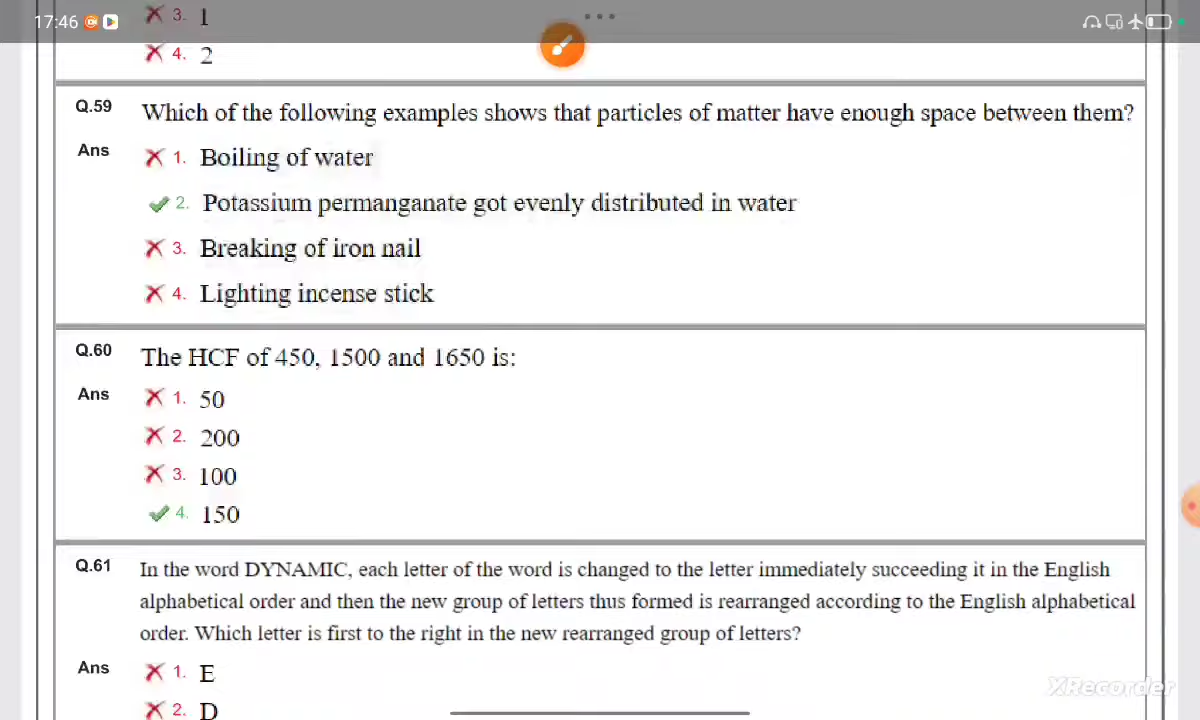 17:46
3. 1
4. 2
Q.59 Which of the following examples shows that particles of matter have enough space between them?
Ans 1. Boiling of water
2. Potassium permanganate got evenly distributed in water
3. Breaking of iron nail
4. Lighting incense stick
Q.60 The HCF of 450, 1500 and 1650 is:
Ans 1. 50
2. 200
3. 100
4. 150
Q.61 In the word DYNAMIC, each letter of the word is changed to the letter immediately succeeding it in the English
alphabetical order and then the new group of letters thus formed is rearranged according to the English alphabetical
order. Which letter is first to the right in the new rearranged group of letters?
Ans 1. E
XRecorder
2. D